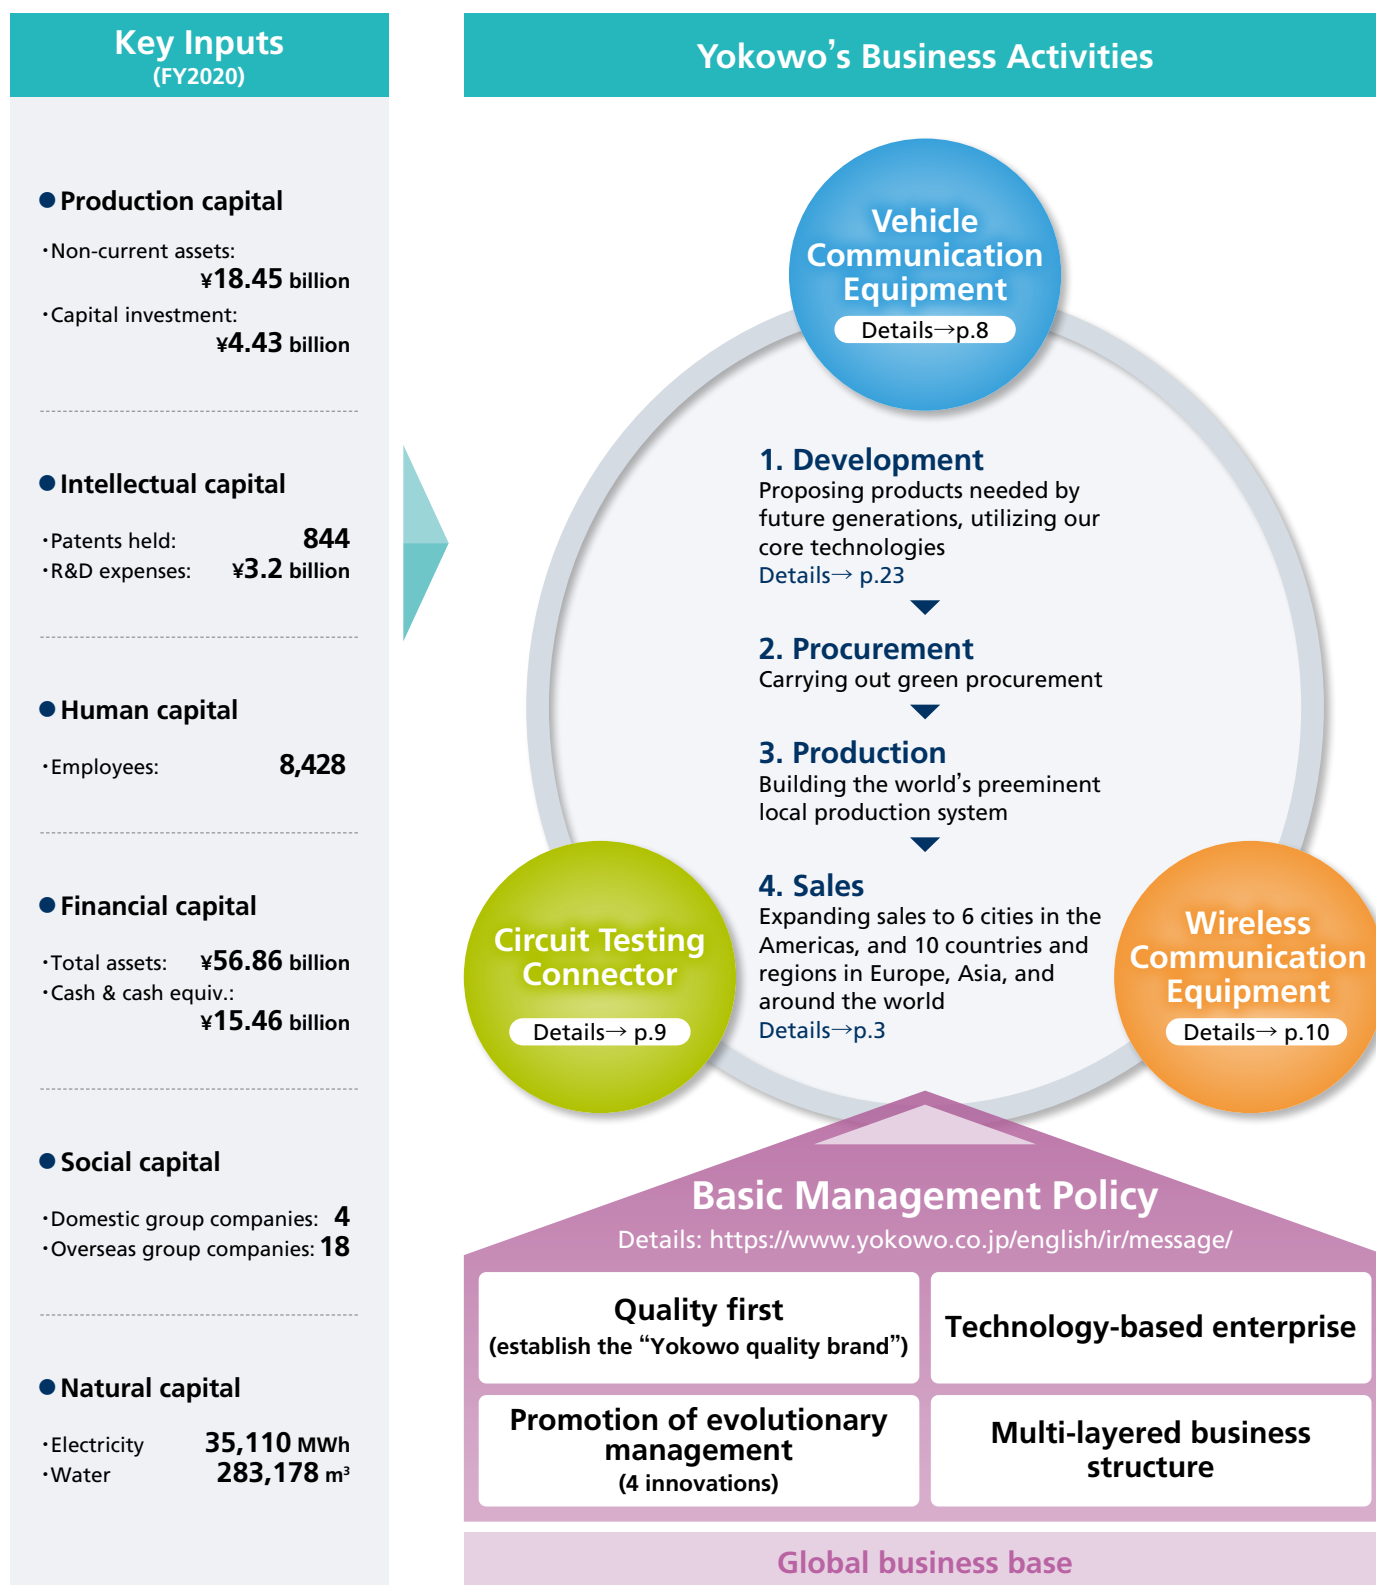 Key Inputs
(FY2020)
●Production capital
・Non-current assets:
¥18.45 billion
・Capital investment:
¥4.43 billion
●Intellectual capital
・Patents held: 844
・R&D expenses: ¥3.2 billion
●Human capital
・Employees: 8,428
●Financial capital
・Total assets: ¥56.86 billion
・Cash & cash equiv.:
¥15.46 billion
●Social capital
・Domestic group companies: 4
・Overseas group companies: 18
●Natural capital
・Electricity 35,110 MWh
・Water 283,178 m³
Yokowo’s Business Activities
Vehicle
Communication
Equipment
Details→p.8
1. Development
Proposing products needed by
future generations, utilizing our
core technologies
Details→ p.23
2. Procurement
Carrying out green procurement
3. Production
Building the world’s preeminent
local production system
4. Sales
Expanding sales to 6 cities in the
Americas, and 10 countries and
regions in Europe, Asia, and
around the world
Details→p.3
Circuit Testing
Connector
Details→ p.9
Wireless
Communication
Equipment
Details→ p.10
Basic Management Policy
Details: https://www.yokowo.co.jp/english/ir/message/
Quality first
(establish the “Yokowo quality brand”)
Technology-based enterprise
Promotion of evolutionary
management
(4 innovations)
Multi-layered business
structure
Global business base